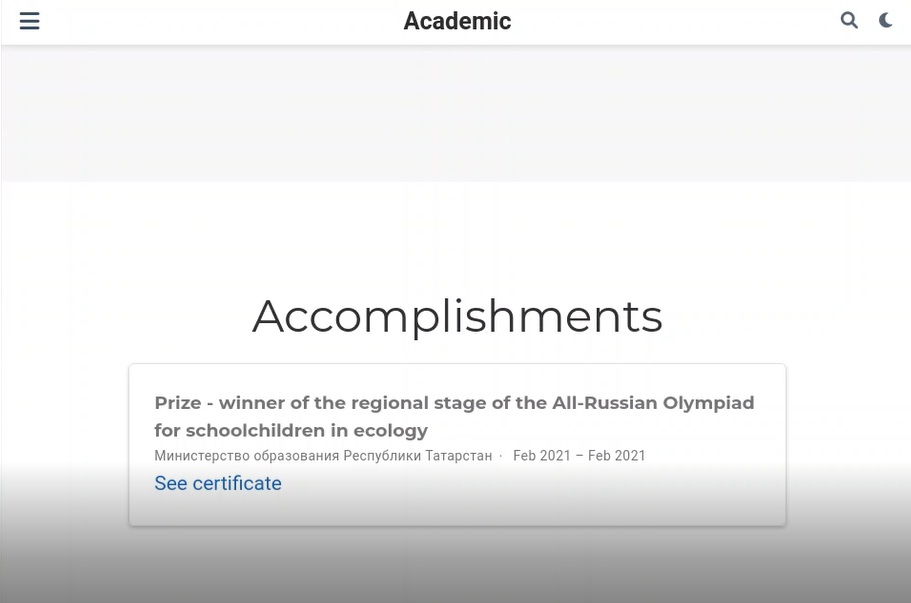 Academic
Accomplishments
Prize - winner of the regional stage of the All-Russian Olympiad
for schoolchildren in ecology
Министерство образования Республики Татарстан · Feb 2021 – Feb 2021
See certificate